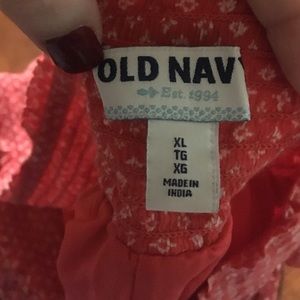 OLD NAVY
Est. 1994
XL
TG
XG
MADE IN
INDIA